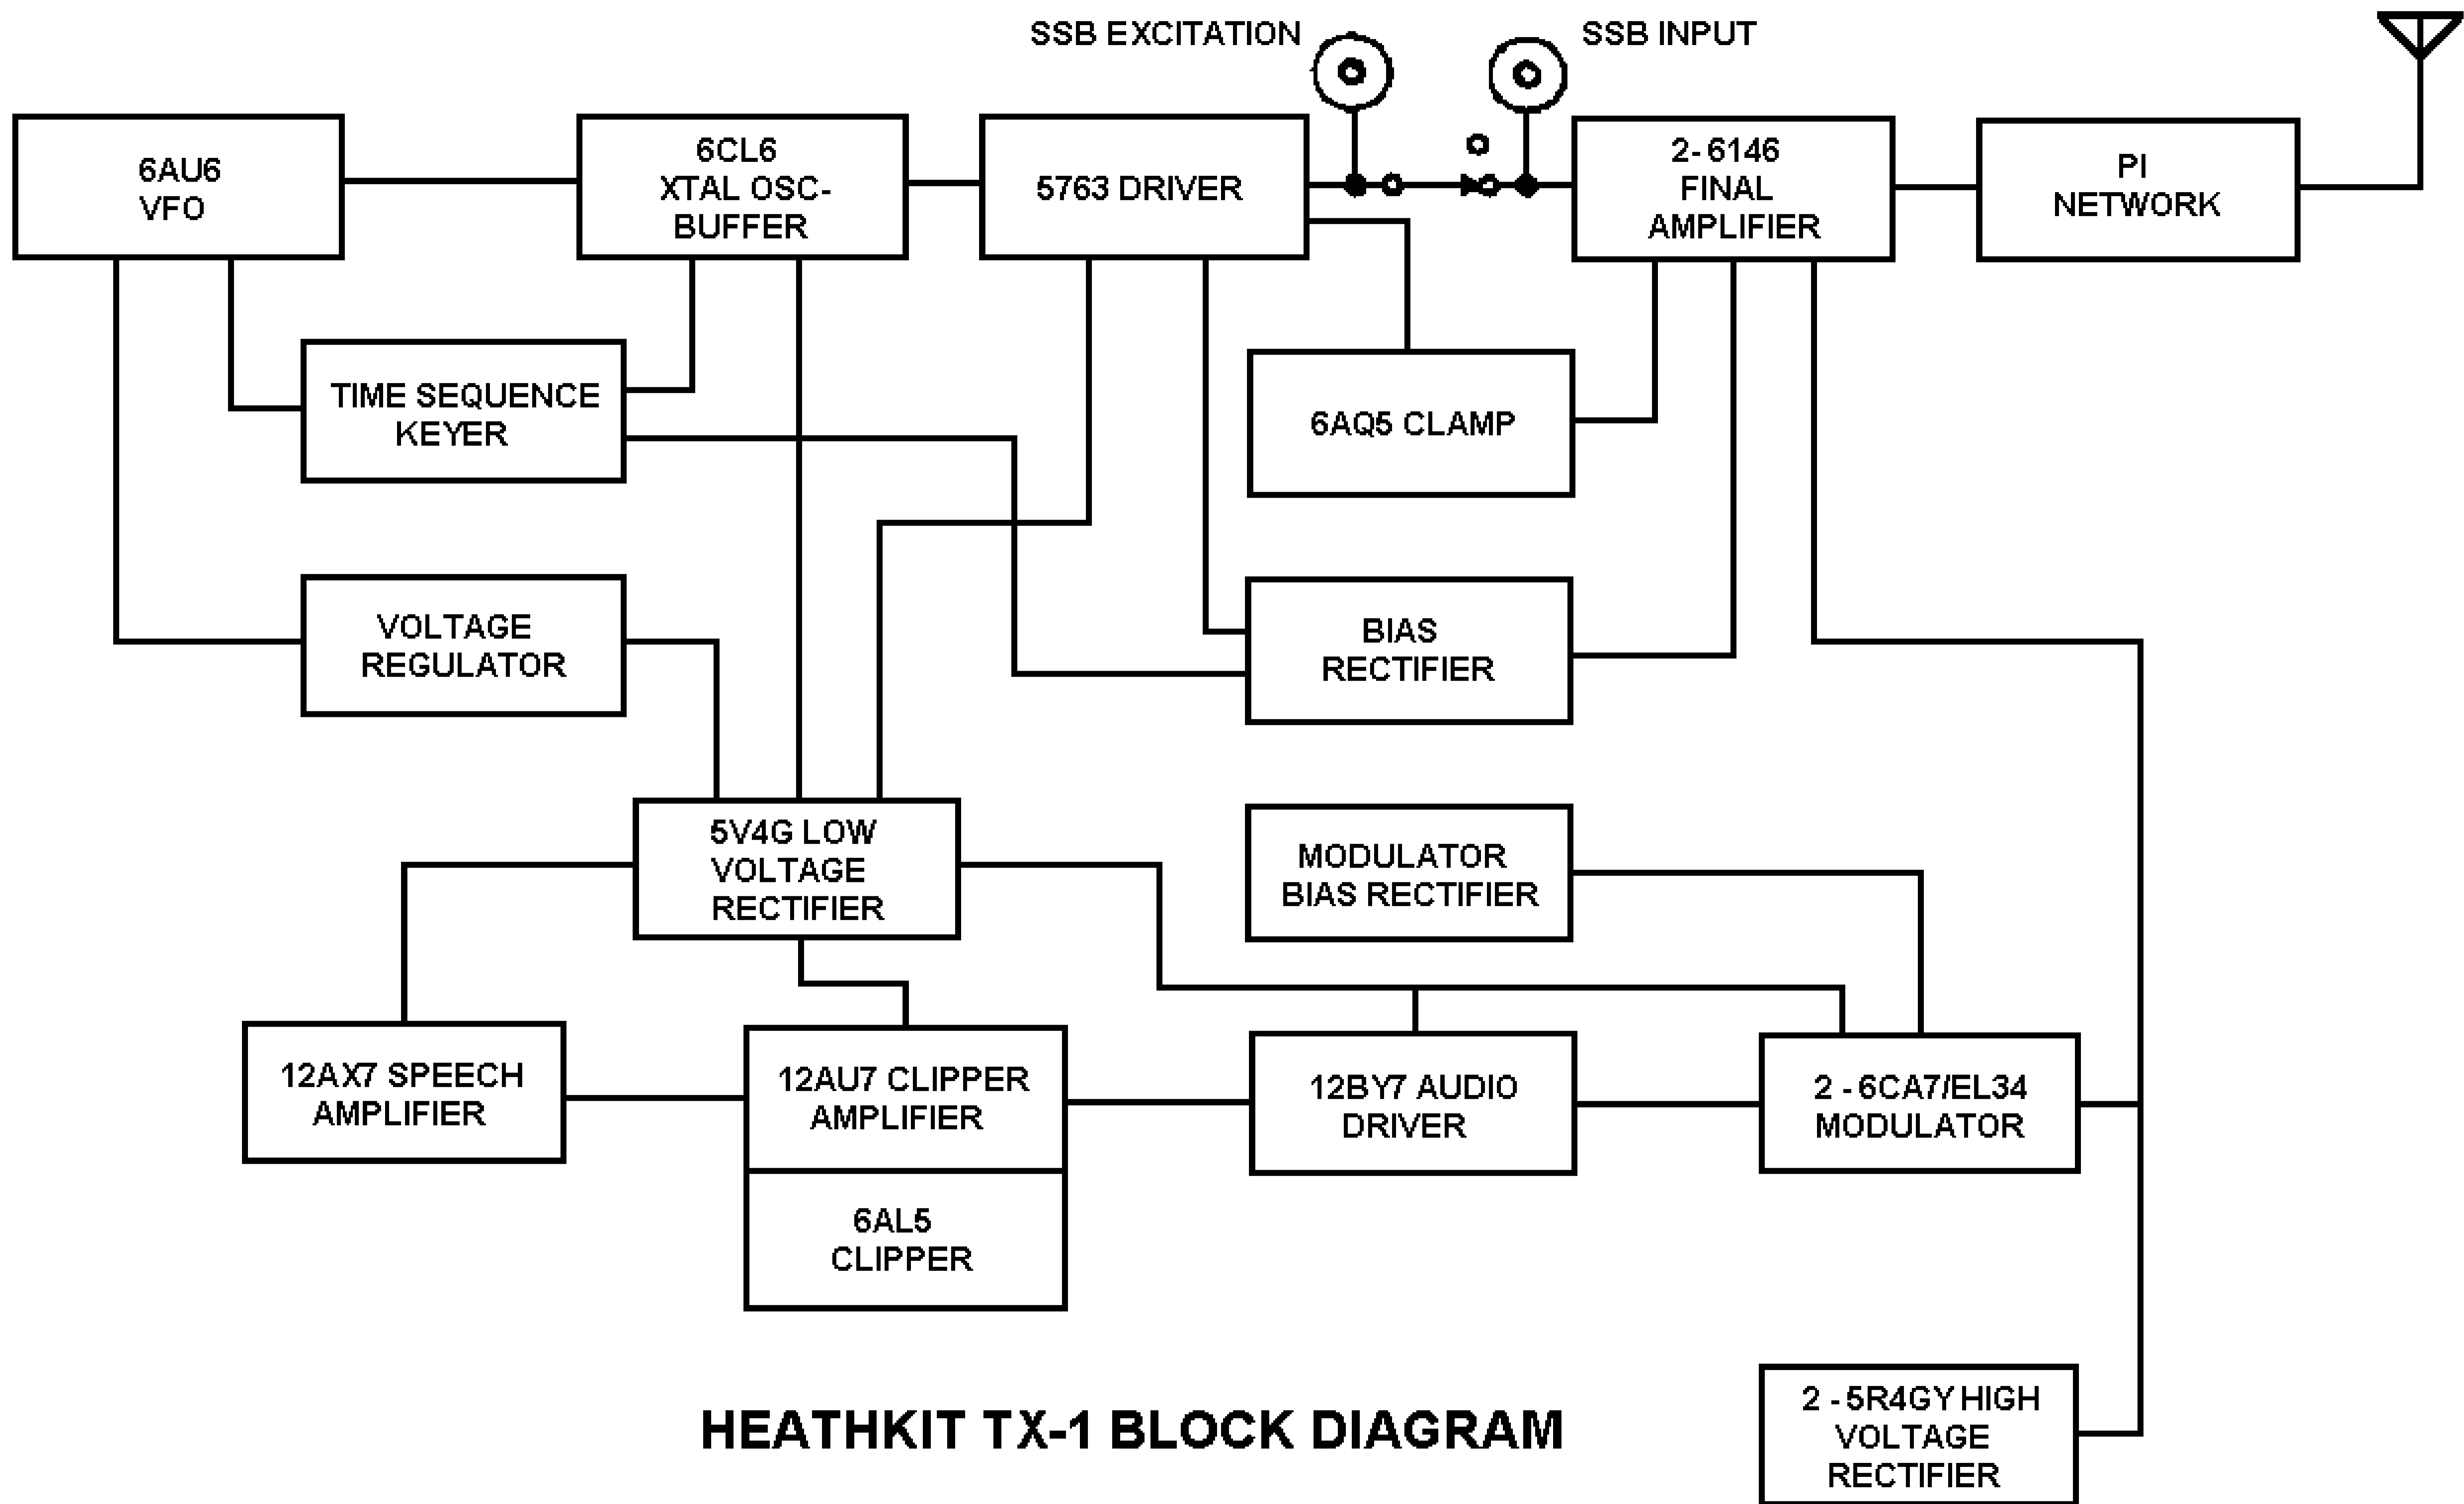 SSB EXCITATION
SSB INPUT
6AU6
VFO
6CL6
XTAL OSC-
BUFFER
5763 DRIVER
2- 6146
FINAL
AMPLIFIER
PI
NETWORK
TIME SEQUENCE
KEYER
6AQ5 CLAMP
VOLTAGE
REGULATOR
BIAS
RECTIFIER
5V4G LOW
VOLTAGE
RECTIFIER
MODULATOR
BIAS RECTIFIER
12AX7 SPEECH
AMPLIFIER
12AU7 CLIPPER
AMPLIFIER
6AL5
CLIPPER
12BY7 AUDIO
DRIVER
2 - 6CA7/EL34
MODULATOR
2 - 5R4GY HIGH
VOLTAGE
RECTIFIER
HEATHKIT TX-1 BLOCK DIAGRAM